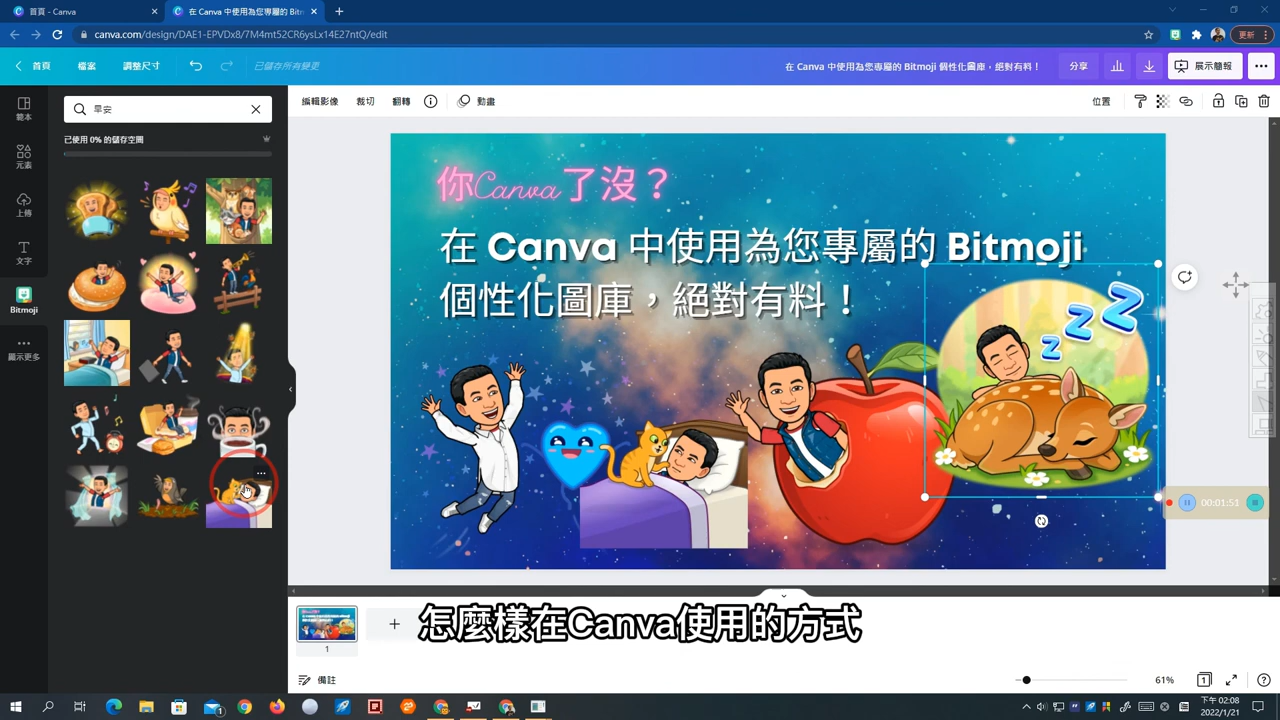 首頁 - Canva
在 Canva 中使用為您專屬的 Bitm
canva.com/design/DAE1-EPVDx8/7M4mt52CR6ysLx14E27ntQ/edit
更新
首頁
檔案
調整尺寸
已儲存所有變更
在 Canva 中使用為您專屬的 Bitmoji 個性化圖庫，絕對有料！
分享
展示簡報
範本
元素
上傳
文字
Bitmoji
顯示更多
早安
已使用 0% 的儲存空間
編輯影像
裁切
翻轉
動畫
位置
你Canva了沒？
在 Canva 中使用為您專屬的 Bitmoji
個性化圖庫，絕對有料！
z
z
z
00:01:51
1
怎麼樣在Canva使用的方式
備註
61%
1
下午 02:08
2022/1/21